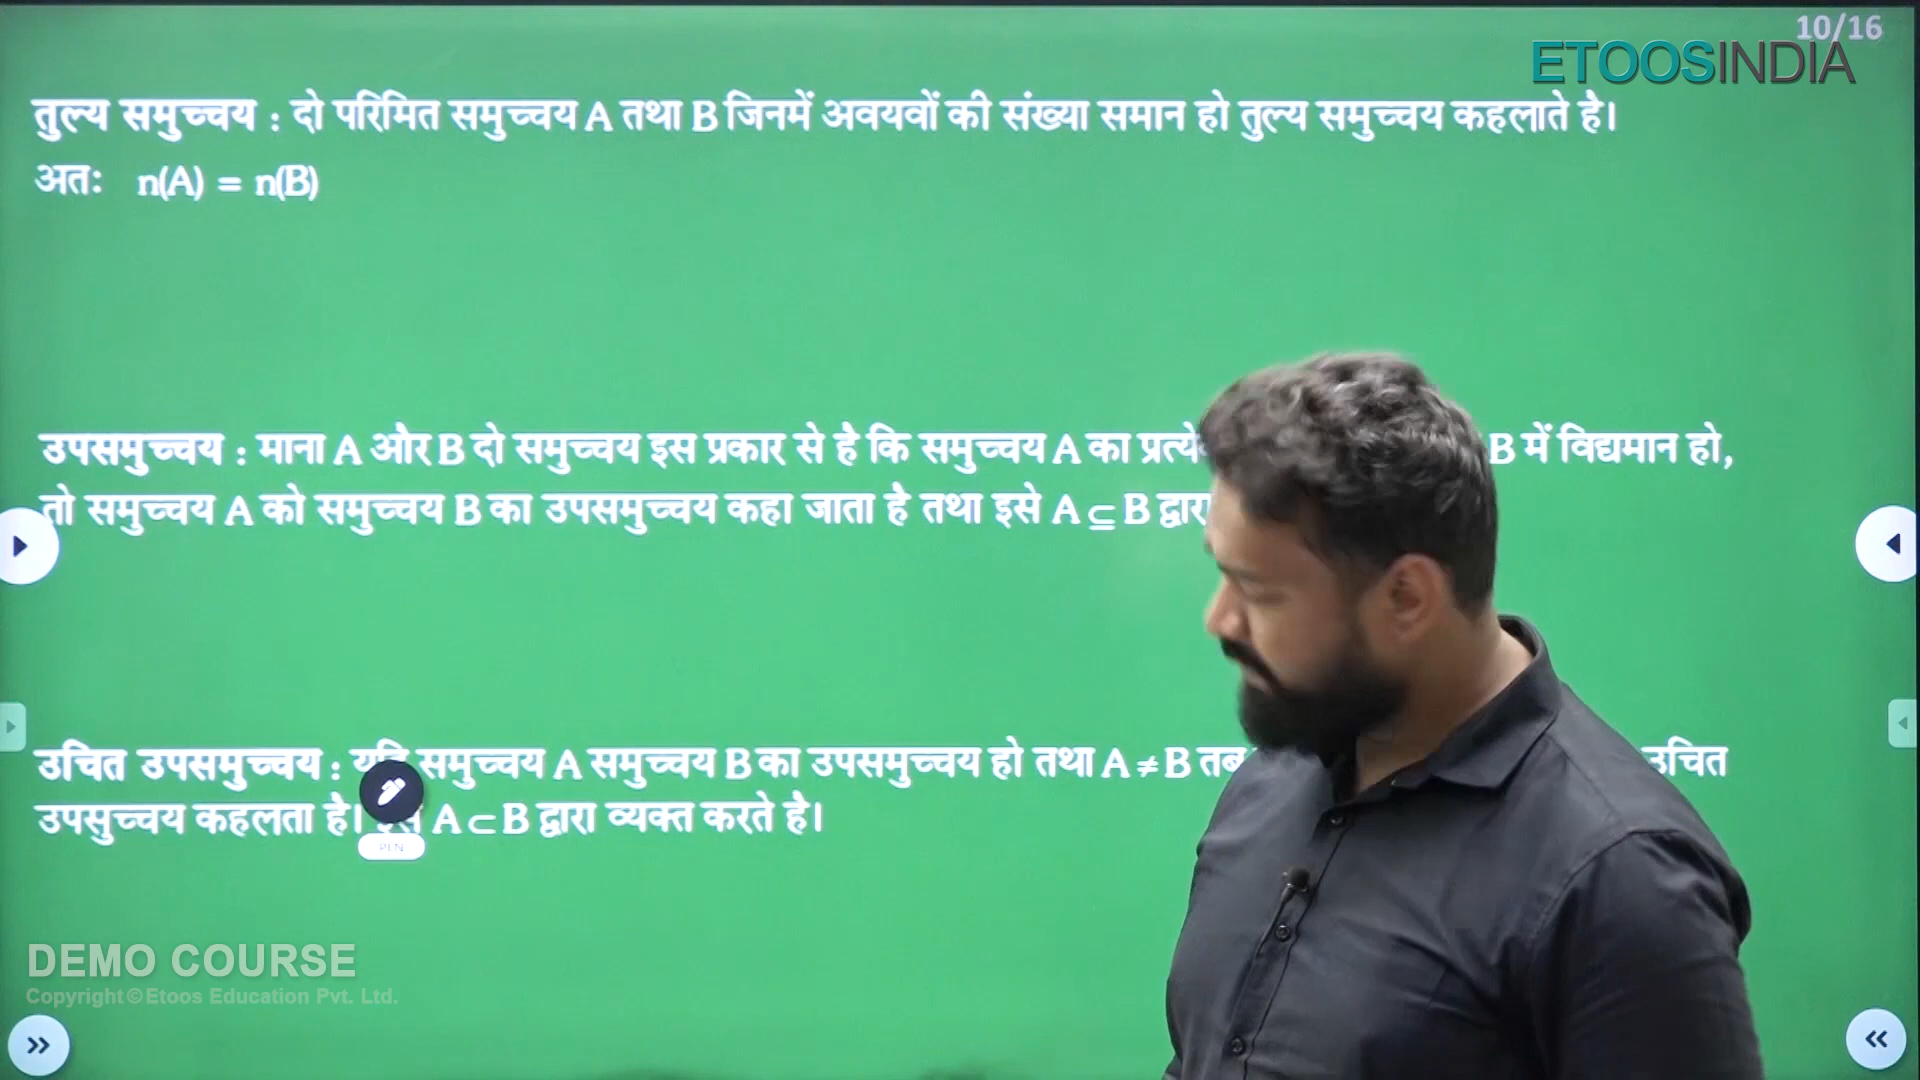 10/16
ETOOSINDIA
तुल्य समुच्चय : दो परिमित समुच्चय A तथा B जिनमें अवयवों की संख्या समान हो तुल्य समुच्चय कहलाते है।
अतः n(A) = n(B)
उपसमुच्चय : माना A और B दो समुच्चय इस प्रकार से है कि समुच्चय A का B में विद्यमान हो,
तो समुच्चय A को समुच्चय B का उपसमुच्चय कहा जाता है तथा इसे A ⊆ B
उचित उपसमुच्चय : समुच्चय A समुच्चय B का उपसमुच्चय हो तथा A ≠ B तब उचित
उपसुच्चय कहलता है। A ⊂ B द्वारा व्यक्त करते है।
PEN
DEMO COURSE
Copyright © Etoos Education Pvt. Ltd.